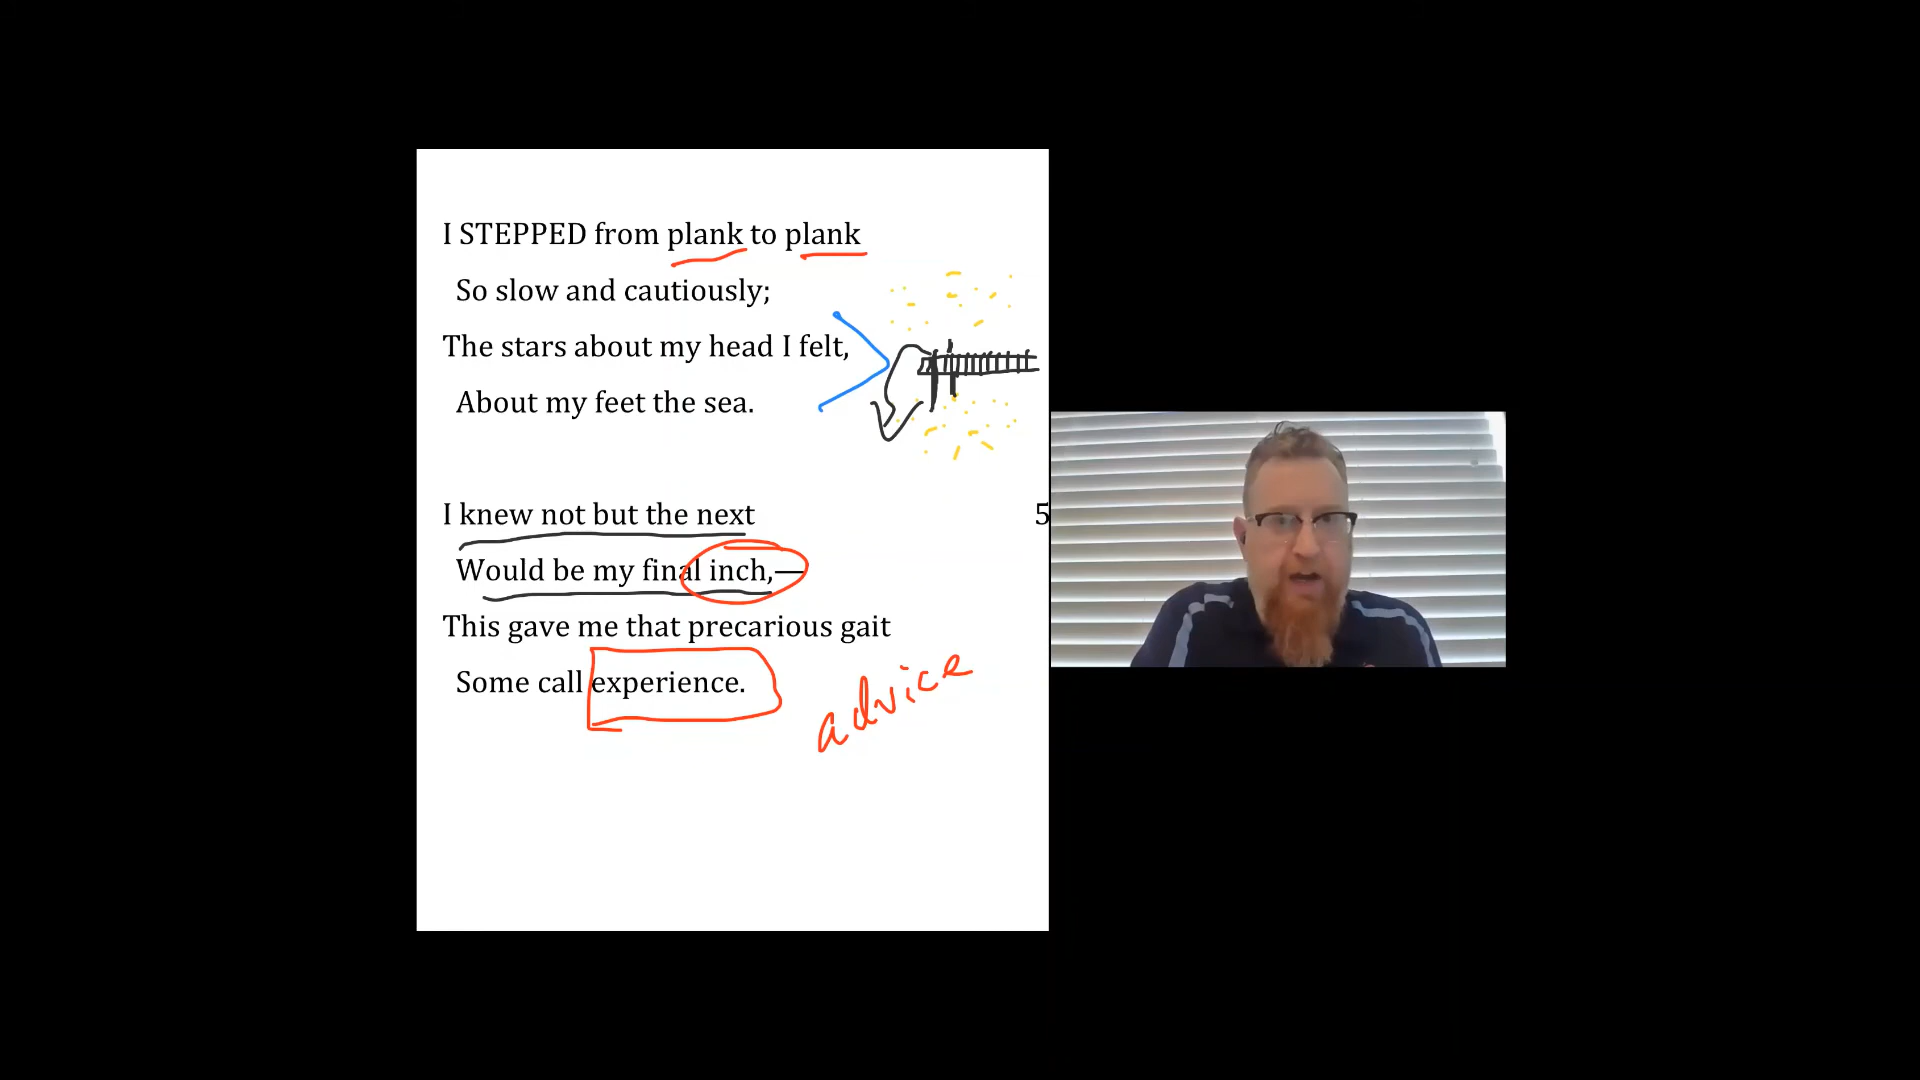 I STEPPED from plank to plank
So slow and cautiously;
The stars about my head I felt,
About my feet the sea.
I knew not but the next 5
Would be my final inch,—
This gave me that precarious gait
Some call experience.
advice